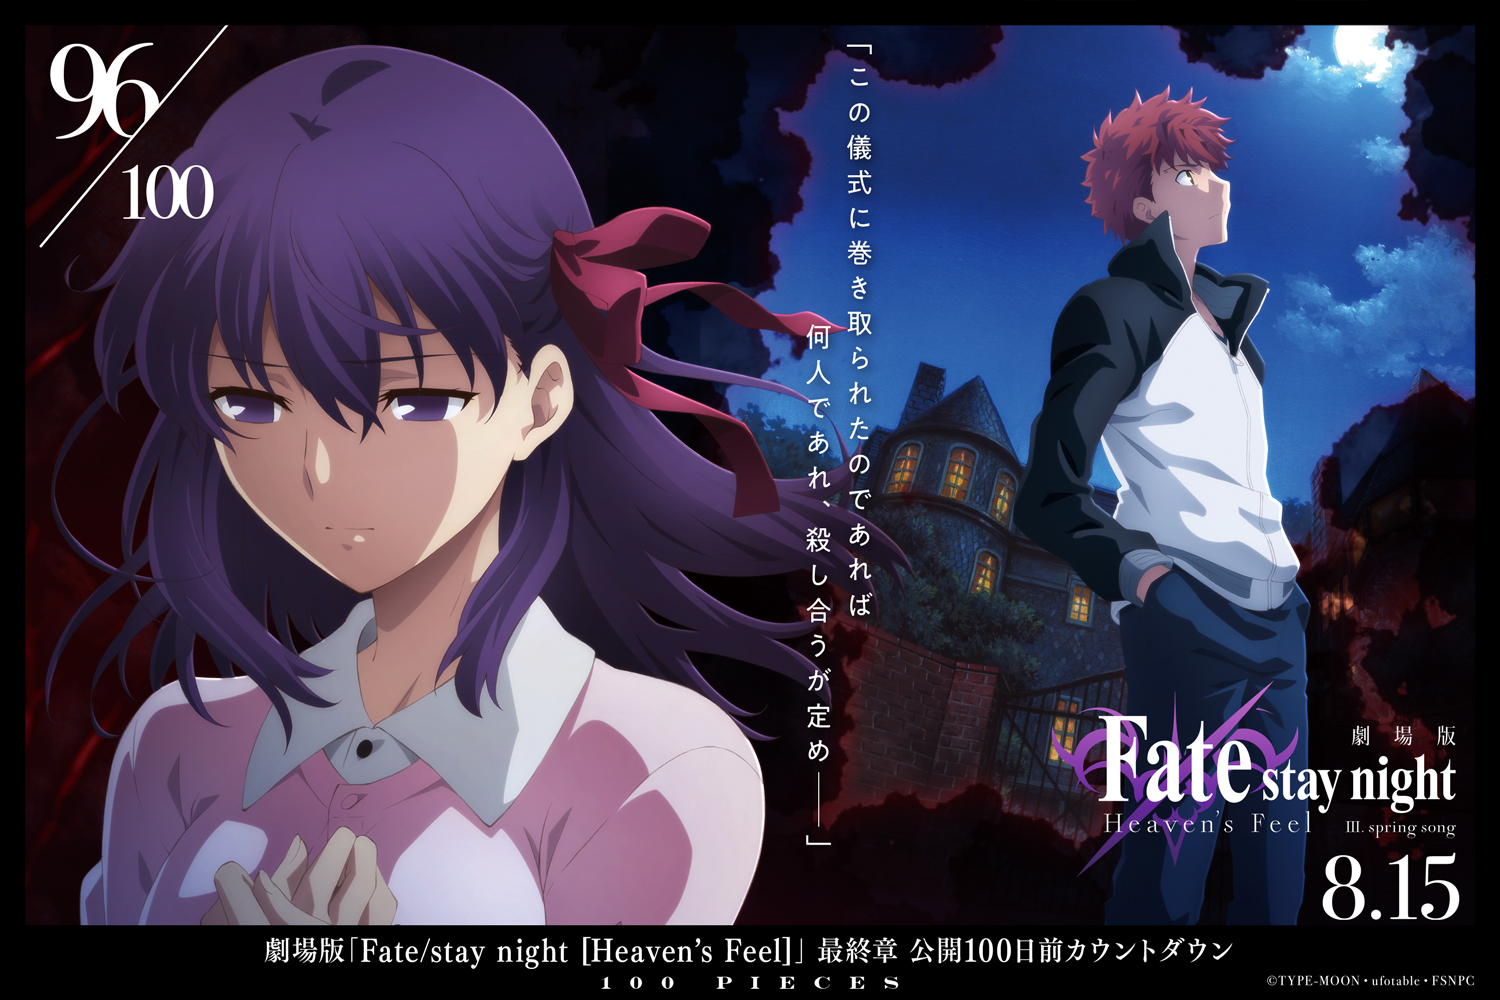 96/100
「この儀式に巻き取られたのであれば
何人であれ、殺し合うが定め――」
劇場版
Fate stay night
Heaven's Feel
III. spring song
8.15
劇場版「Fate/stay night [Heaven's Feel]」最終章 公開100日前カウントダウン
100 PIECES
©TYPE-MOON・ufotable・FSNPC